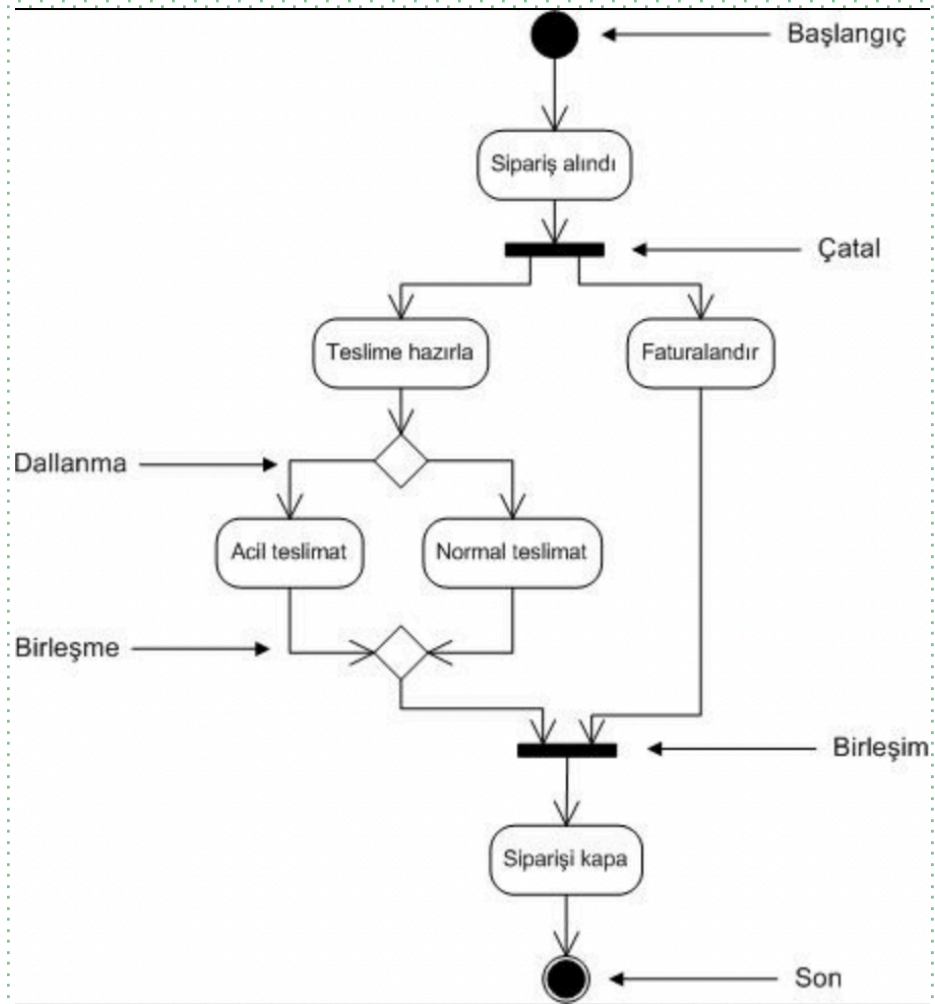 Başlangıç
Sipariş alındı
Çatal
Teslime hazırla
Faturalandır
Dallanma
Acil teslimat
Normal teslimat
Birleşme
Birleşim
Siparişi kapa
Son